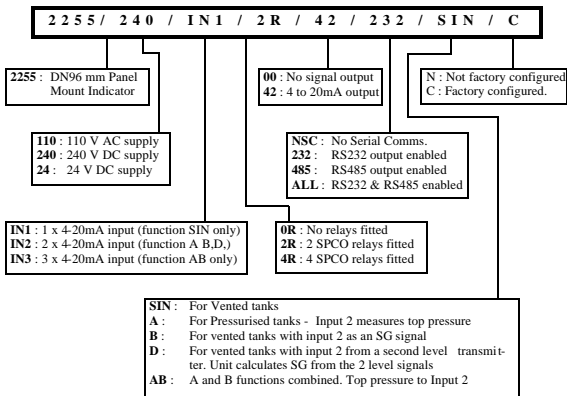 2255/ 240 / IN1 / 2R / 42 / 232 / SIN / C
2255 : DN96 mm Panel
Mount Indicator
00 : No signal output
42 : 4 to 20mA output
N : Not factory configured
C : Factory configured.
110 : 110 V AC supply
240 : 240 V DC supply
24 : 24 V DC supply
NSC : No Serial Comms.
232 : RS232 output enabled
485 : RS485 output enabled
ALL : RS232 & RS485 enabled
IN1 : 1 x 4-20mA input (function SIN only)
IN2 : 2 x 4-20mA input (function A B,D,)
IN3 : 3 x 4-20mA input (function AB only)
0R : No relays fitted
2R : 2 SPCO relays fitted
4R : 4 SPCO relays fitted
SIN : For Vented tanks
A : For Pressurised tanks - Input 2 measures top pressure
B : For vented tanks with input 2 as an SG signal
D : For vented tanks with input 2 from a second level transmit-
ter. Unit calculates SG from the 2 level signals
AB : A and B functions combined. Top pressure to Input 2